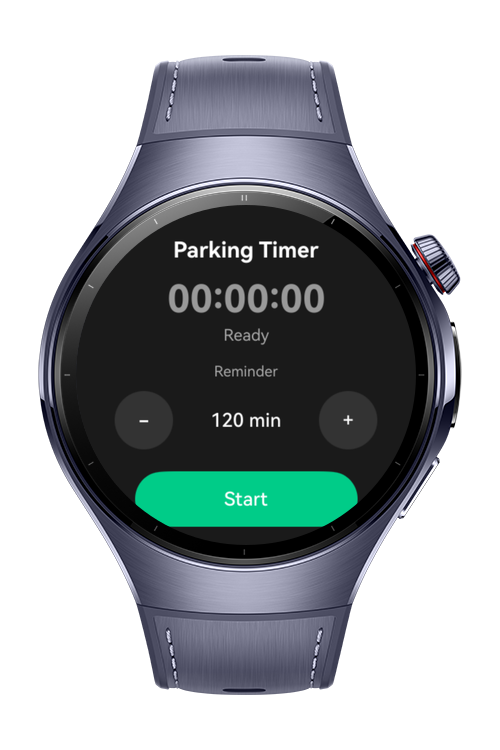 Parking Timer
00:00:00
Ready
Reminder
- 120 min +
Start